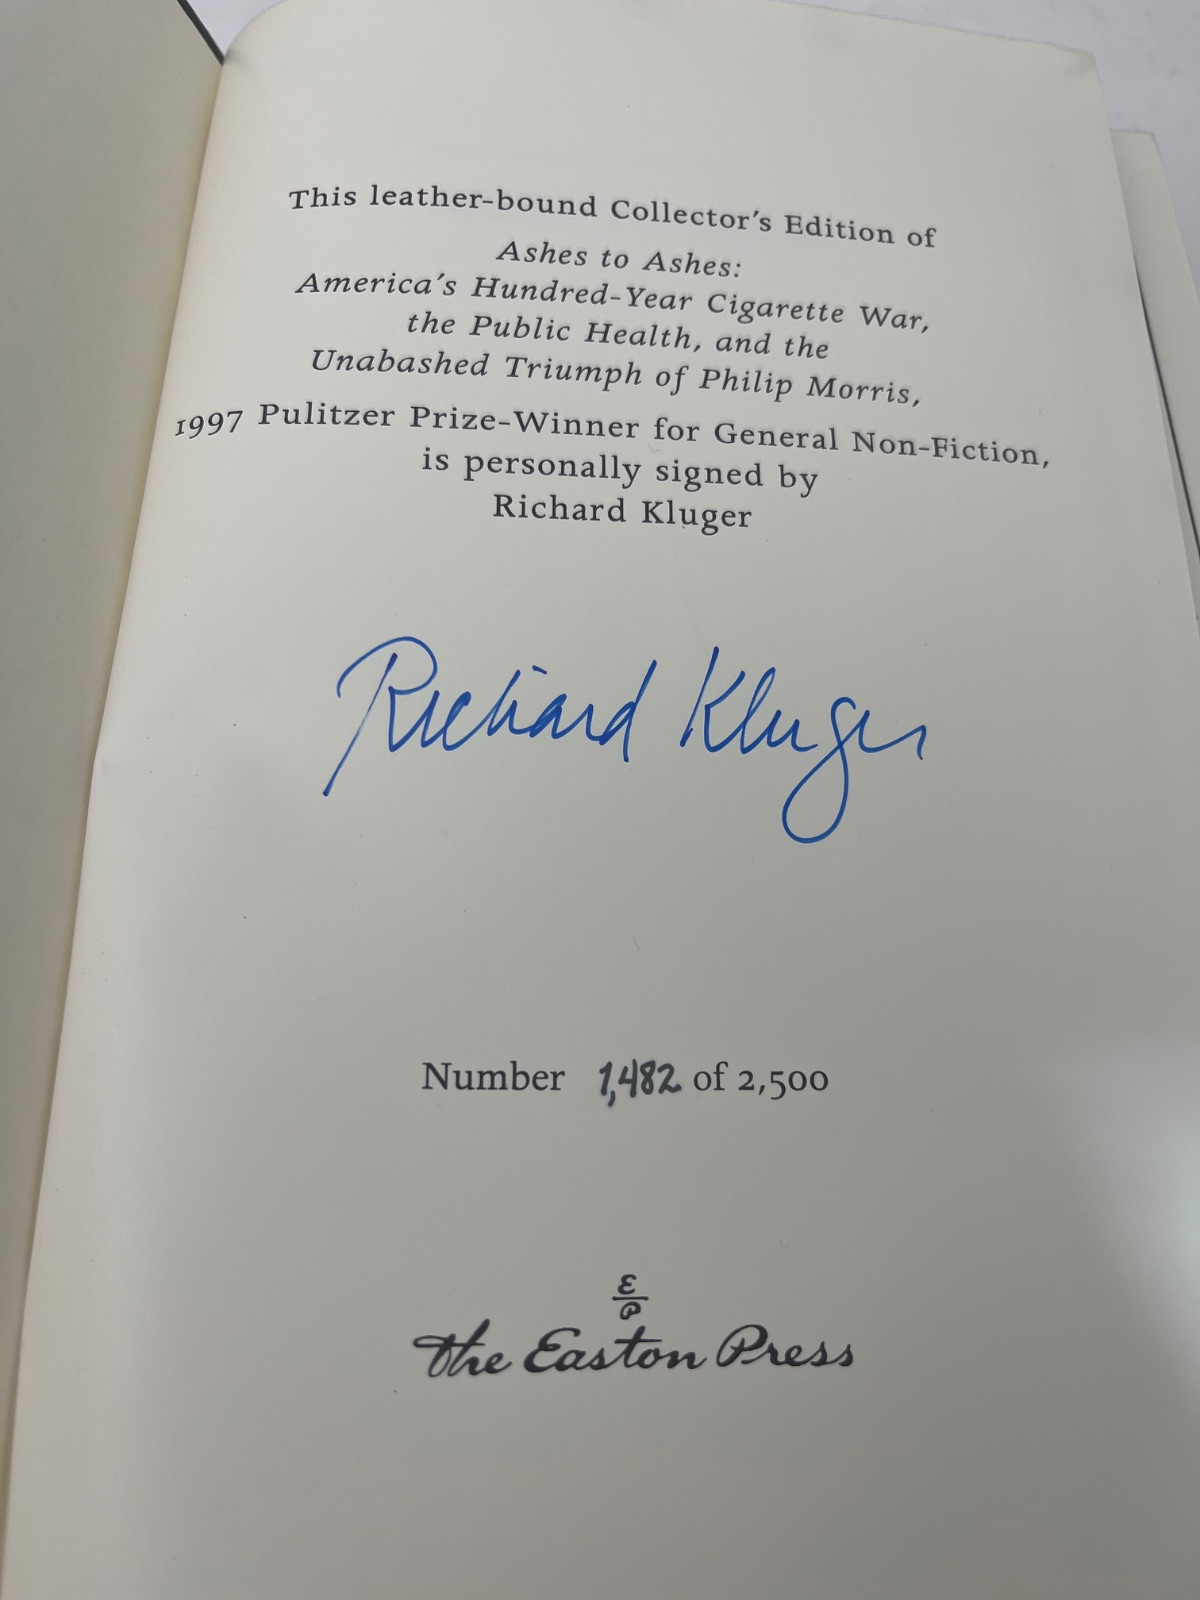 This leather-bound Collector's Edition of
Ashes to Ashes:
America's Hundred-Year Cigarette War,
the Public Health, and the
Unabashed Triumph of Philip Morris,
1997 Pulitzer Prize-Winner for General Non-Fiction,
is personally signed by
Richard Kluger
Richard Kluger
Number 1,482 of 2,500
E
P
The Easton Press